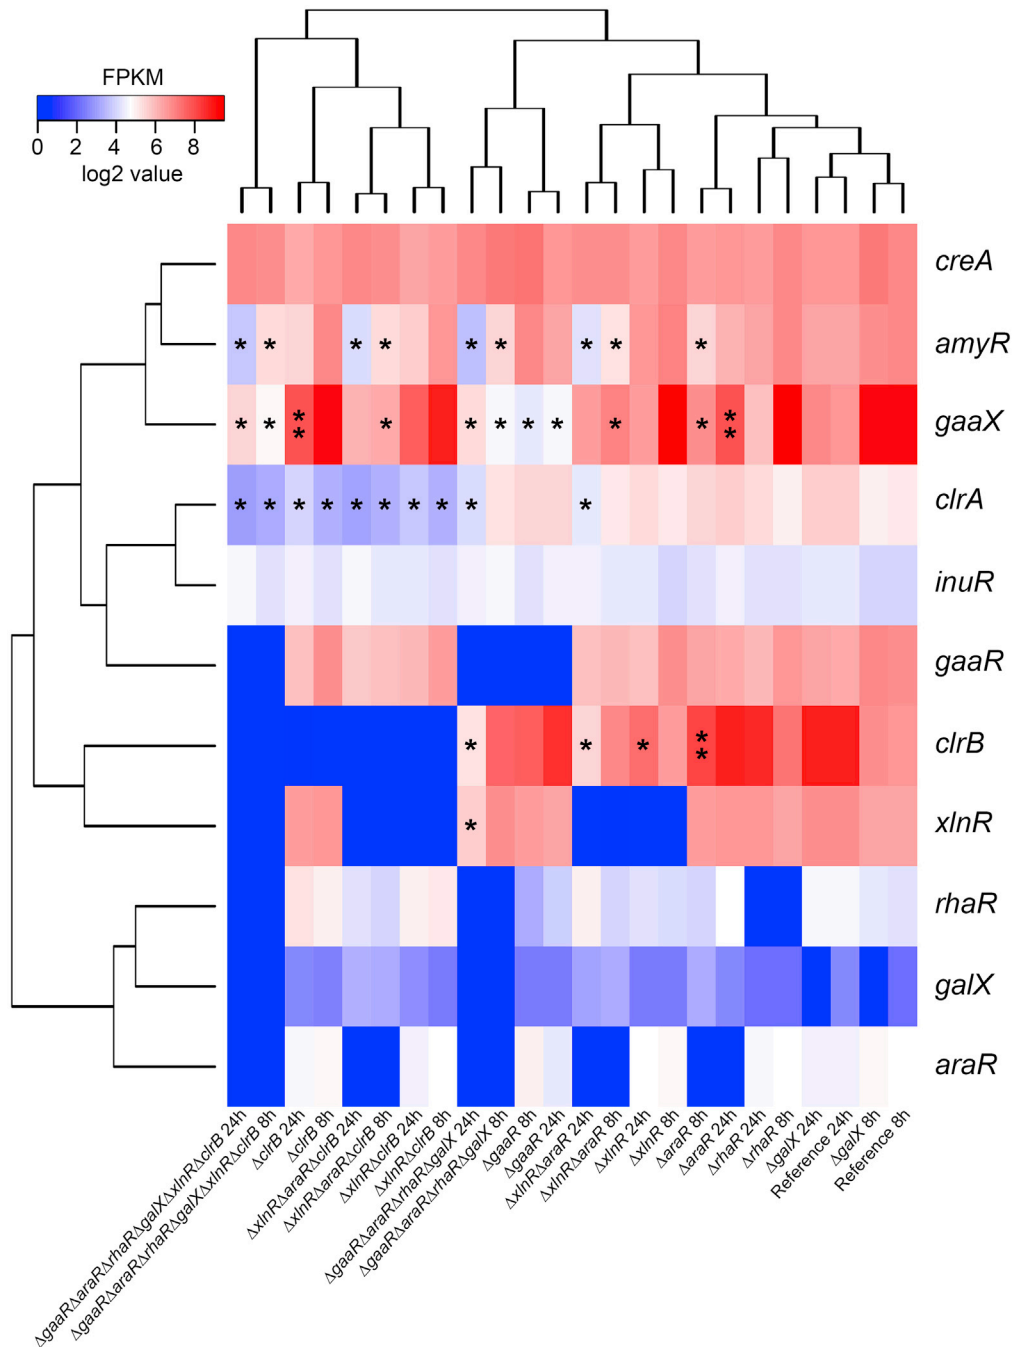 FPKM
0 2 4 6 8
log2 value
creA
* * * * * * * * * amyR
* * * * * * * * * * * * * gaaX
* * * * * * * * * * clrA
inuR
gaaR
* * * * * clrB
* xlnR
rhaR
galX
araR
ΔgaaRΔaraRΔrhaRΔgalXΔxlnRΔclrB 24h
ΔgaaRΔaraRΔrhaRΔgalXΔxlnRΔclrB 8h
ΔclrB 24h
ΔclrB 8h
ΔxlnRΔaraRΔclrB 24h
ΔxlnRΔaraRΔclrB 8h
ΔxlnRΔclrB 24h
ΔxlnRΔclrB 8h
ΔgaaRΔaraRΔrhaRΔgalX 24h
ΔgaaRΔaraRΔrhaRΔgalX 8h
ΔgaaR 8h
ΔgaaR 24h
ΔxlnRΔaraR 24h
ΔxlnRΔaraR 8h
ΔxlnR 24h
ΔxlnR 8h
ΔaraR 8h
ΔaraR 24h
ΔrhaR 24h
ΔrhaR 8h
ΔgalX 24h
Reference 24h
ΔgalX 8h
Reference 8h